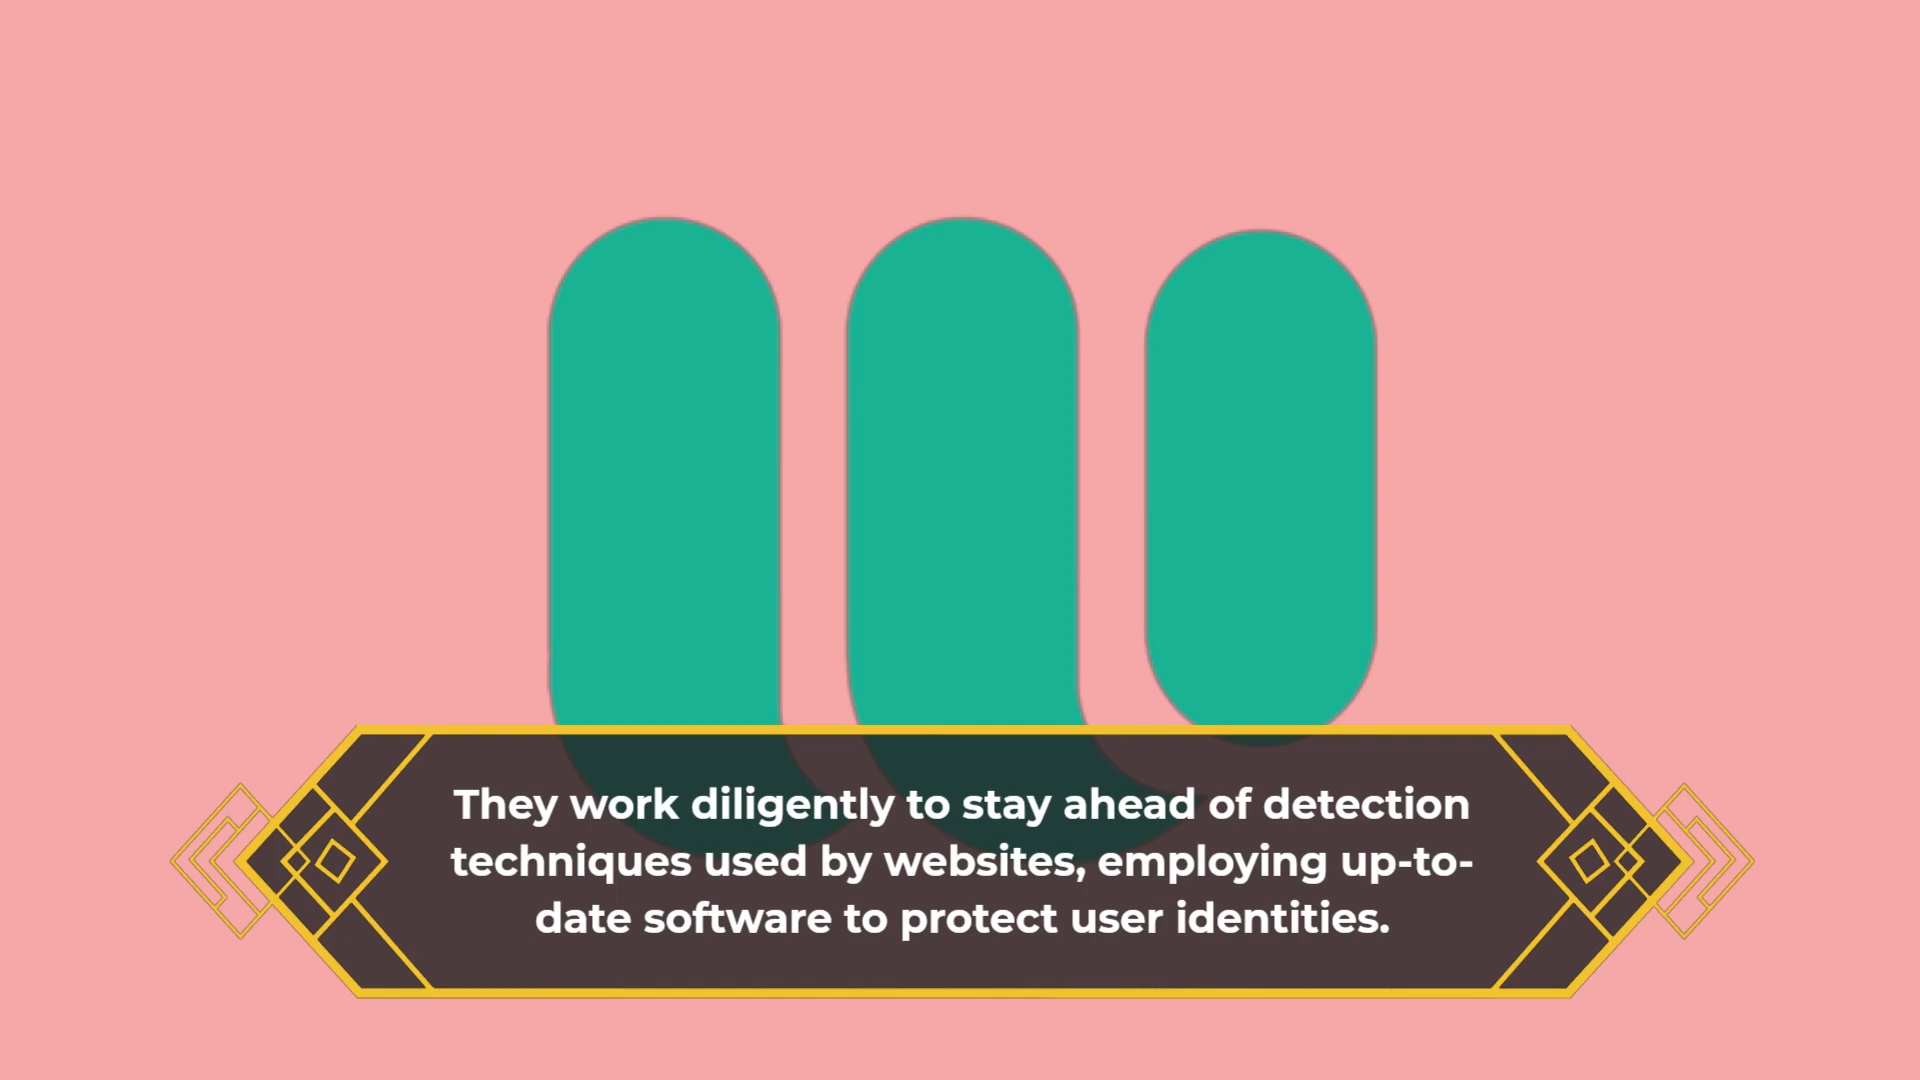 They work diligently to stay ahead of detection
techniques used by websites, employing up-to-
date software to protect user identities.